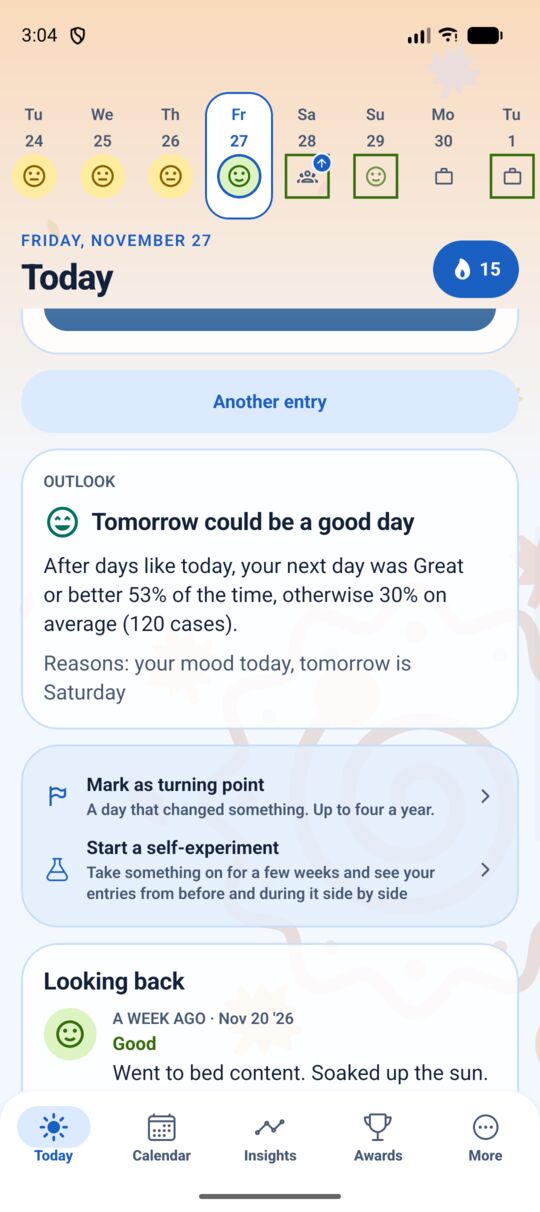 3:04
Tu We Th Fr Sa Su Mo Tu
24 25 26 27 28 29 30 1
FRIDAY, NOVEMBER 27
Today
15
Another entry
OUTLOOK
Tomorrow could be a good day
After days like today, your next day was Great
or better 53% of the time, otherwise 30% on
average (120 cases).
Reasons: your mood today, tomorrow is
Saturday
Mark as turning point
A day that changed something. Up to four a year.
Start a self-experiment
Take something on for a few weeks and see your
entries from before and during it side by side
Looking back
A WEEK AGO · Nov 20 '26
Good
Went to bed content. Soaked up the sun.
Today Calendar Insights Awards More